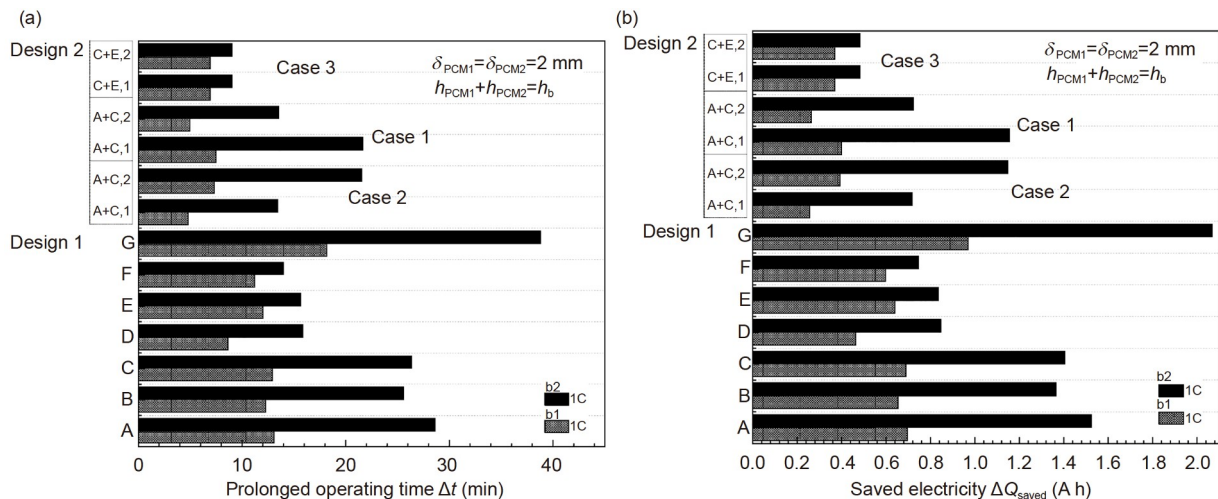 (a)
Design 2
C+E,2
C+E,1
A+C,2
A+C,1
A+C,2
A+C,1
Design 1
G
F
E
D
C
B
A
Case 3
Case 1
Case 2
δPCM1=δPCM2=2 mm
hPCM1+hPCM2=hb
b2
1C
b1
1C
0 10 20 30 40
Prolonged operating time Δt (min)
(b)
Design 2
C+E,2
C+E,1
A+C,2
A+C,1
A+C,2
A+C,1
Design 1
G
F
E
D
C
B
A
Case 3
Case 1
Case 2
δPCM1=δPCM2=2 mm
hPCM1+hPCM2=hb
b2
1C
b1
1C
0.0 0.2 0.4 0.6 0.8 1.0 1.2 1.4 1.6 1.8 2.0
Saved electricity ΔQsaved (A h)